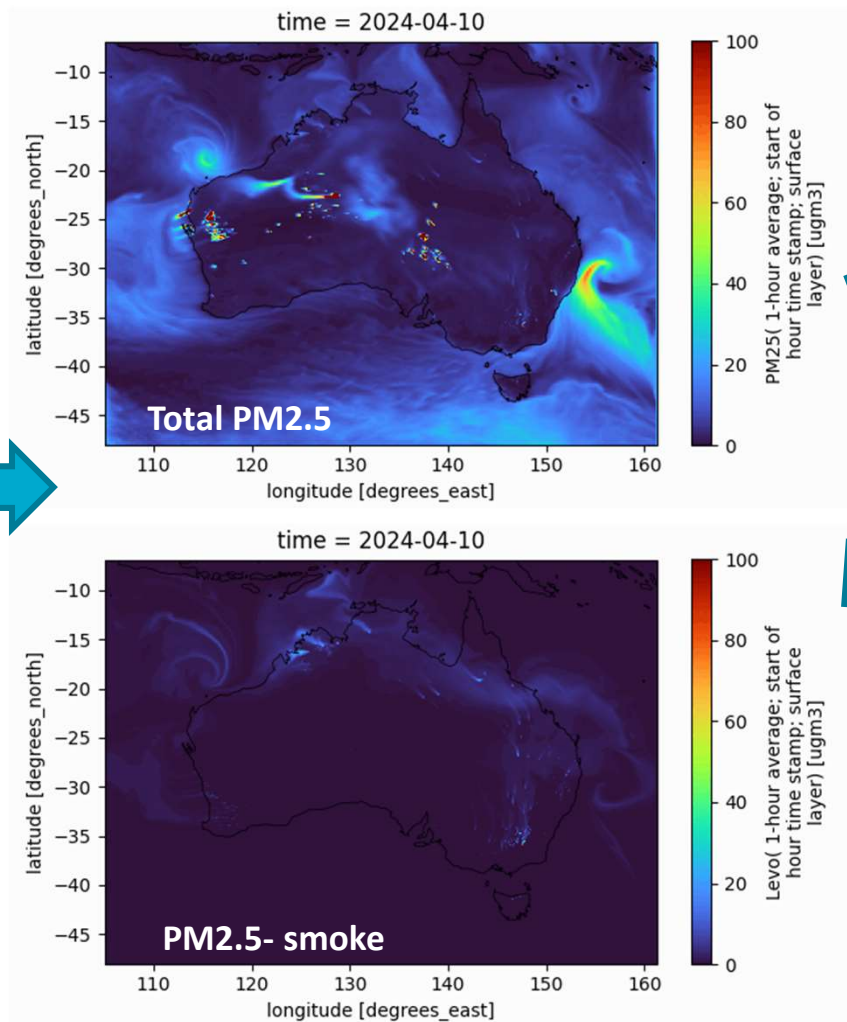 time = 2024-04-10
−10
−15
−20
−25
−30
−35
−40
−45
latitude [degrees_north]
Total PM2.5
110
120
130
140
150
160
longitude [degrees_east]
100
80
60
40
20
0
PM25( 1-hour average; start of
hour time stamp; surface
layer) [ugm3]
time = 2024-04-10
−10
−15
−20
−25
−30
−35
−40
−45
latitude [degrees_north]
PM2.5- smoke
110
120
130
140
150
160
longitude [degrees_east]
100
80
60
40
20
0
Levo( 1-hour average; start of
hour time stamp; surface
layer) [ugm3]